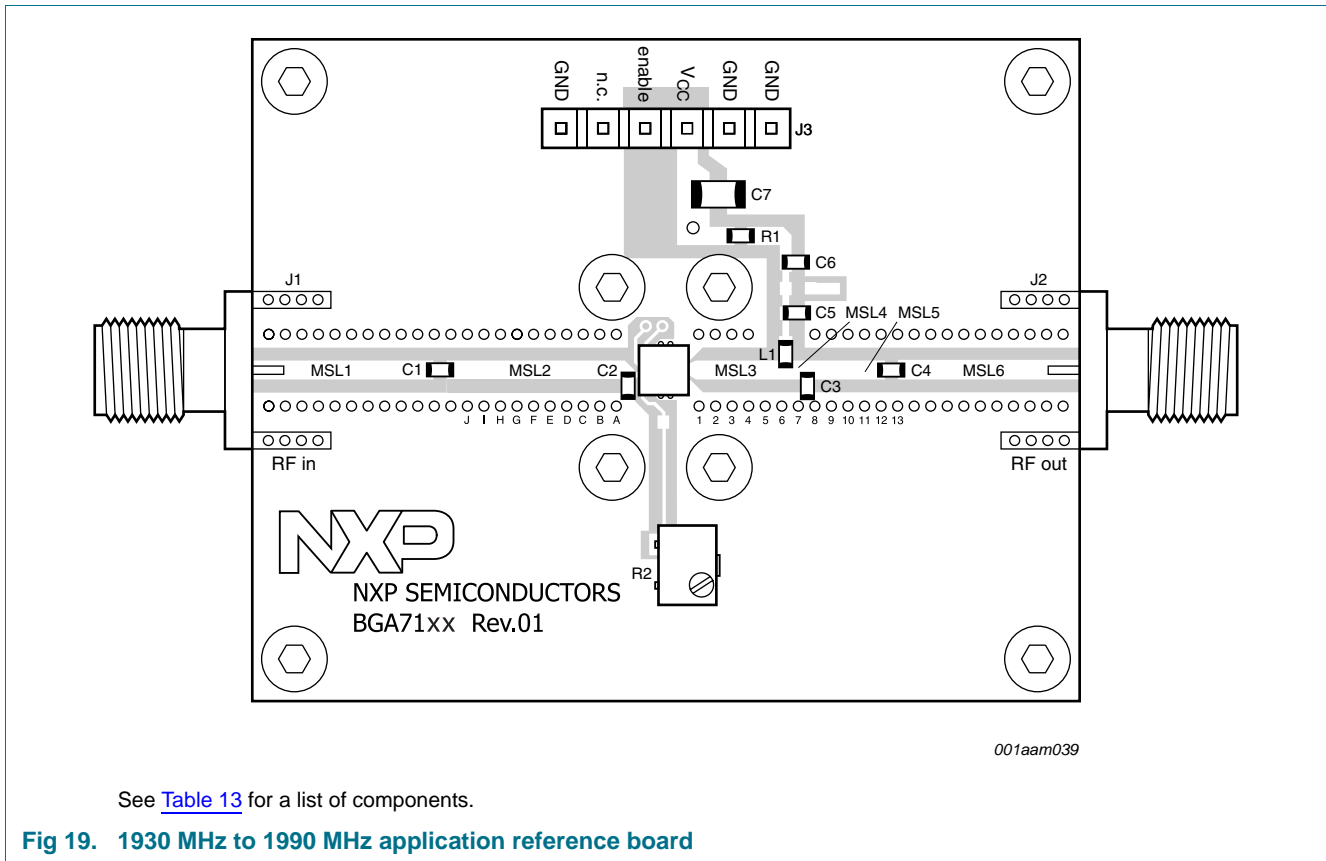 GND n.c. enable VCC GND GND
J3
C7
R1
C6
J1 J2
C5 MSL4 MSL5
L1
MSL1 C1 MSL2 C2 MSL3 C3 C4 MSL6
J I H G F E D C B A 1 2 3 4 5 6 7 8 9 10 11 12 13
RF in RF out
NXP
R2
NXP SEMICONDUCTORS
BGA71xx Rev.01
001aam039
See Table 13 for a list of components.
Fig 19. 1930 MHz to 1990 MHz application reference board